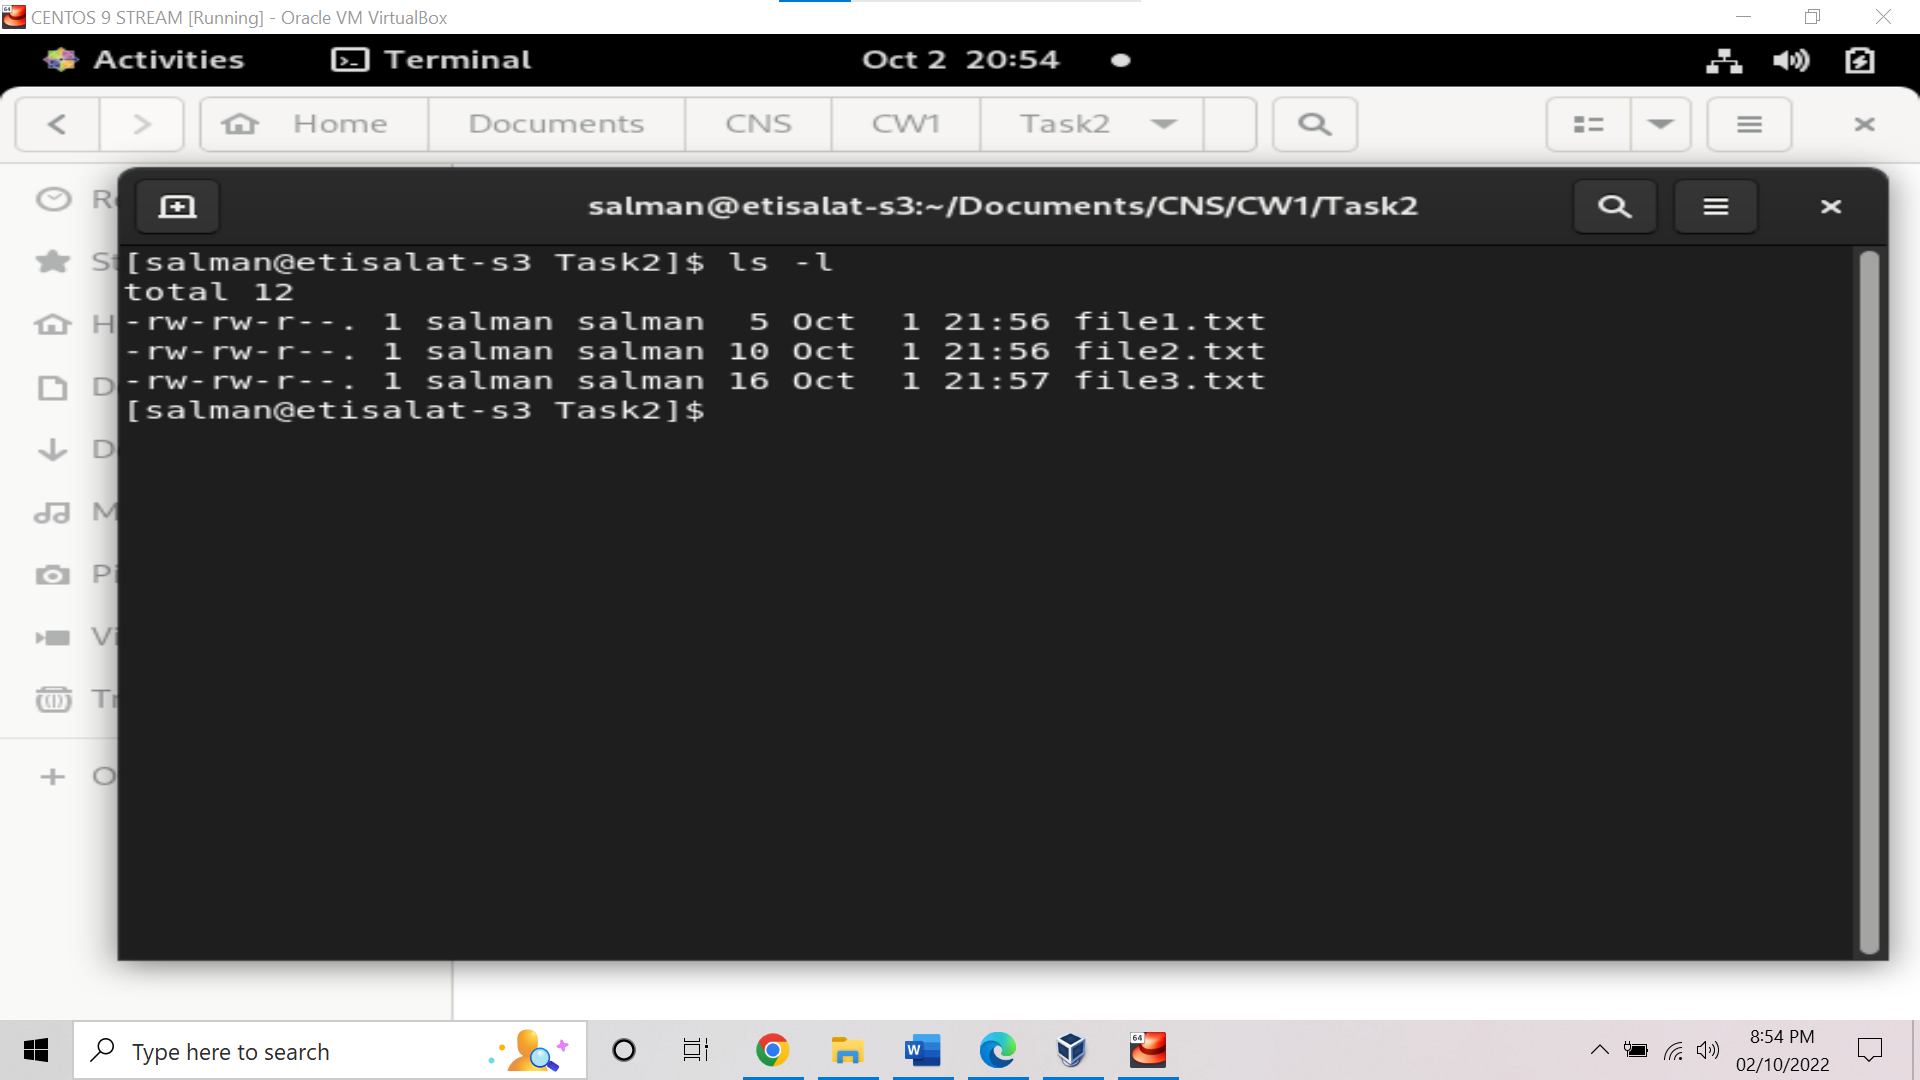 CENTOS 9 STREAM [Running] - Oracle VM VirtualBox
Activities Terminal Oct 2 20:54
Home Documents CNS CW1 Task2
salman@etisalat-s3:~/Documents/CNS/CW1/Task2
[salman@etisalat-s3 Task2]$ ls -l
total 12
-rw-rw-r--. 1 salman salman  5 Oct  1 21:56 file1.txt
-rw-rw-r--. 1 salman salman 10 Oct  1 21:56 file2.txt
-rw-rw-r--. 1 salman salman 16 Oct  1 21:57 file3.txt
[salman@etisalat-s3 Task2]$
Type here to search
8:54 PM
02/10/2022